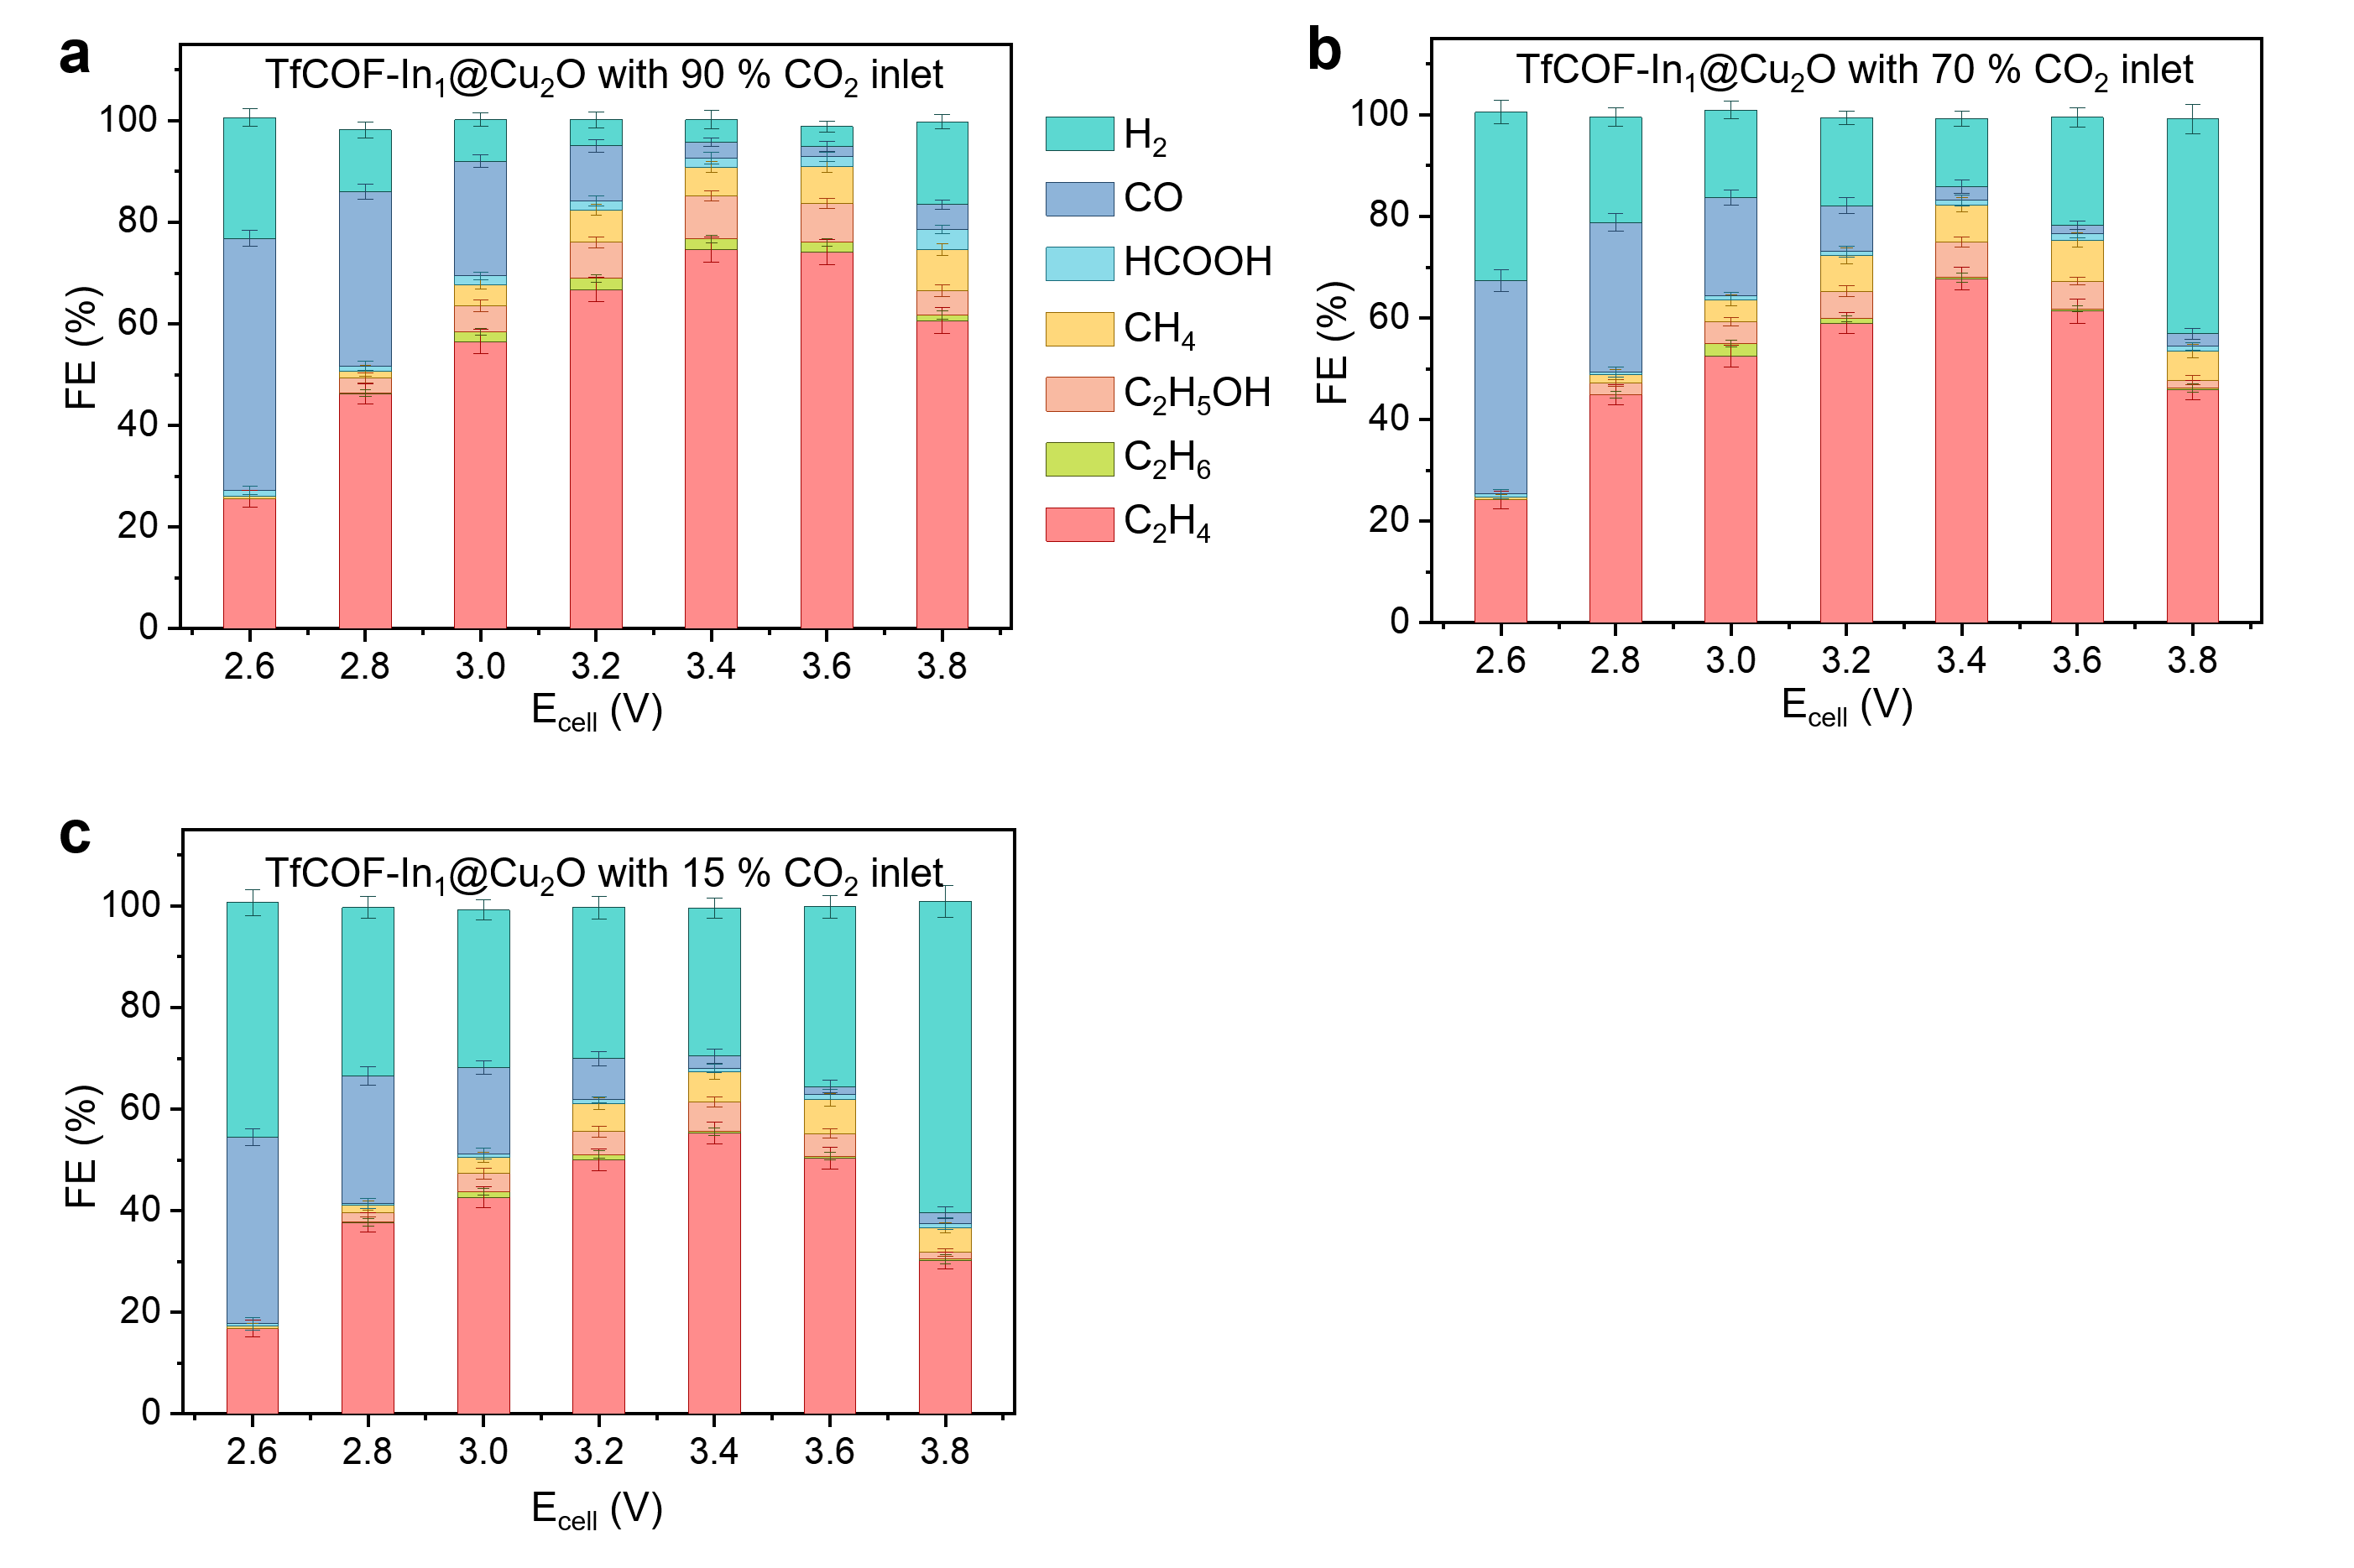 a
TfCOF-In₁@Cu₂O with 90 % CO₂ inlet
FE (%)
100
80
60
40
20
0
2.6 2.8 3.0 3.2 3.4 3.6 3.8
E_cell (V)
H₂
CO
HCOOH
CH₄
C₂H₅OH
C₂H₆
C₂H₄
b
TfCOF-In₁@Cu₂O with 70 % CO₂ inlet
FE (%)
100
80
60
40
20
0
2.6 2.8 3.0 3.2 3.4 3.6 3.8
E_cell (V)
c
TfCOF-In₁@Cu₂O with 15 % CO₂ inlet
FE (%)
100
80
60
40
20
0
2.6 2.8 3.0 3.2 3.4 3.6 3.8
E_cell (V)